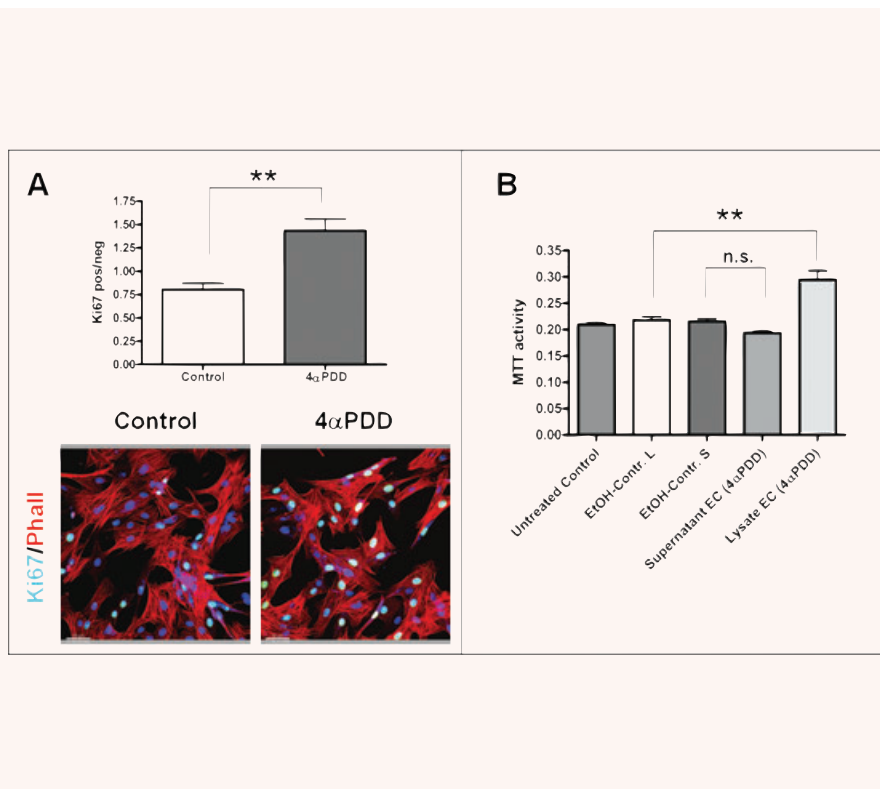 A
**
1.75
1.50
1.25
1.00
0.75
0.50
0.25
0.00
Ki67 pos/neg
Control
4αPDD
Control
4αPDD
Ki67/Phall
B
**
n.s.
0.35
0.30
0.25
0.20
0.15
0.10
0.05
0.00
MTT activity
Untreated Control
EtOH-Contr. L
EtOH-Contr. S
Supernatant EC (4αPDD)
Lysate EC (4αPDD)